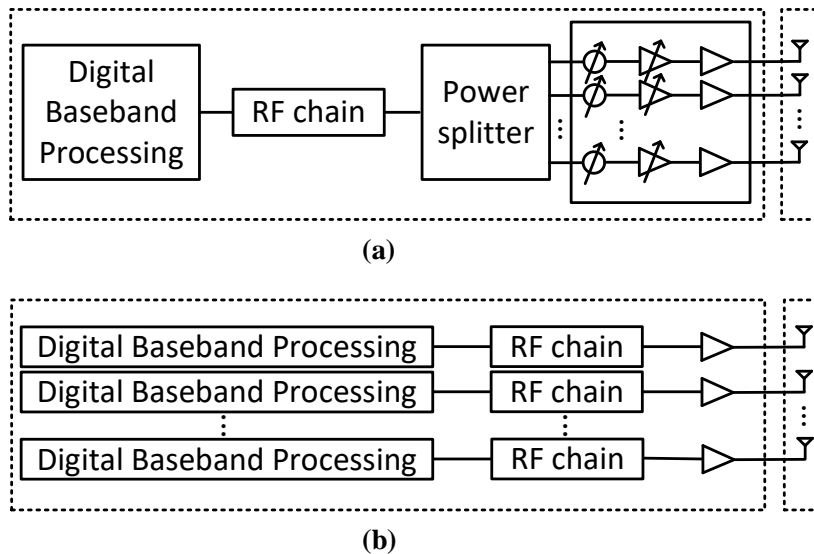 Digital
Baseband
Processing
RF chain
Power
splitter
(a)
Digital Baseband Processing
RF chain
Digital Baseband Processing
RF chain
Digital Baseband Processing
RF chain
(b)